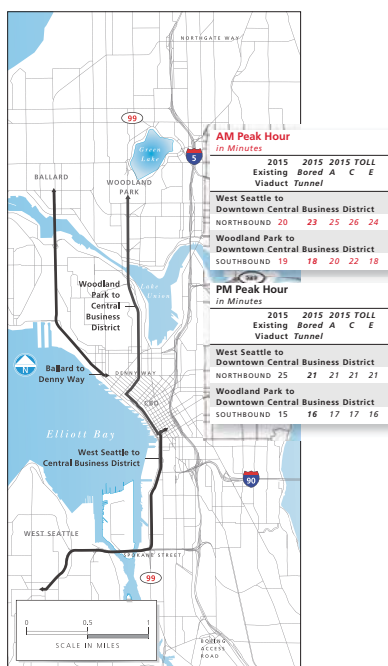 NORTHGATE WAY
99
Green
Lake
5
BALLARD
WOODLAND
PARK
AM Peak Hour
in Minutes
2015 2015 2015 TOLL
Existing Bored A C E
Viaduct Tunnel
West Seattle to
Downtown Central Business District
NORTHBOUND 20 23 25 26 24
Woodland Park to
Downtown Central Business District
SOUTHBOUND 19 18 20 22 18
PM Peak Hour
in Minutes
2015 2015 2015 TOLL
Existing Bored A C E
Viaduct Tunnel
West Seattle to
Downtown Central Business District
NORTHBOUND 25 21 21 21 21
Woodland Park to
Downtown Central Business District
SOUTHBOUND 15 16 17 17 16
Woodland
Park to
Central
Business
District
Lake
Union
N
Ballard to
Denny Way
DENNY WAY
CBD
Elliott Bay
West Seattle to
Central Business District
90
WEST SEATTLE
SPOKANE STREET
99
0 0.5 1
SCALE IN MILES
BOEING
ACCESS
ROAD